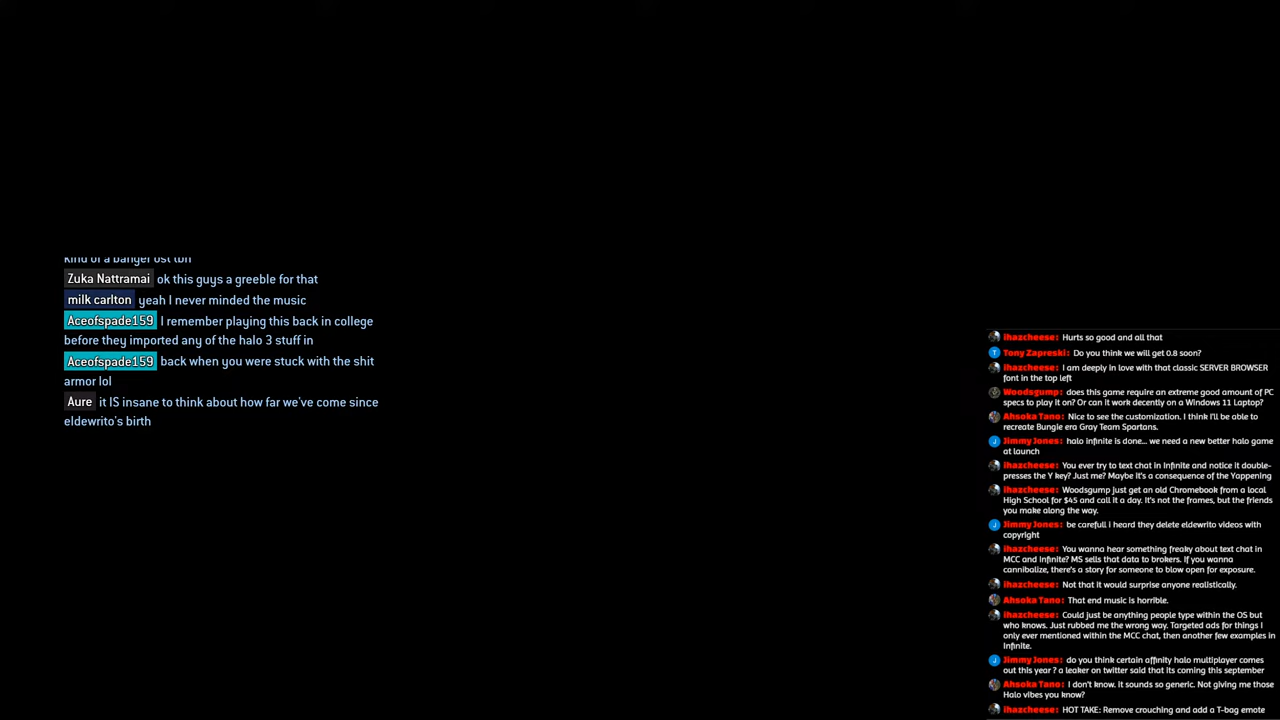 kind of a banger ost tbh
Zuka Nattramai ok this guys a greeble for that
milk carlton yeah I never minded the music
Aceofspade159 I remember playing this back in college
before they imported any of the halo 3 stuff in
Aceofspade159 back when you were stuck with the shit
armor lol
Aure it IS insane to think about how far we've come since
eldewrito's birth
ihazcheese: Hurts so good and all that
T Tony Zapreski: Do you think we will get 0.8 soon?
ihazcheese: I am deeply in love with that classic SERVER BROWSER
font in the top left
Woodsgump: does this game require an extreme good amount of PC
specs to play it on? Or can it work decently on a Windows 11 Laptop?
Ahsoka Tano: Nice to see the customization. I think I'll be able to
recreate Bungie era Gray Team Spartans.
J Jimmy Jones: halo infinite is done... we need a new better halo game
at launch
ihazcheese: You ever try to text chat in Infinite and notice it double-
presses the Y key? Just me? Maybe it's a consequence of the Yappening
ihazcheese: Woodsgump just get an old Chromebook from a local
High School for $45 and call it a day. It's not the frames, but the friends
you make along the way.
J Jimmy Jones: be carefull i heard they delete eldewrito videos with
copyright
ihazcheese: You wanna hear something freaky about text chat in
MCC and Infinite? MS sells that data to brokers. If you wanna
cannibalize, there's a story for someone to blow open for exposure.
ihazcheese: Not that it would surprise anyone realistically.
Ahsoka Tano: That end music is horrible.
ihazcheese: Could just be anything people type within the OS but
who knows. Just rubbed me the wrong way. Targeted ads for things I
only ever mentioned within the MCC chat, then another few examples in
Infinite.
J Jimmy Jones: do you think certain affinity halo multiplayer comes
out this year ? a leaker on twitter said that its coming this september
Ahsoka Tano: I don't know. it sounds so generic. Not giving me those
Halo vibes you know?
ihazcheese: HOT TAKE: Remove crouching and add a T-bag emote